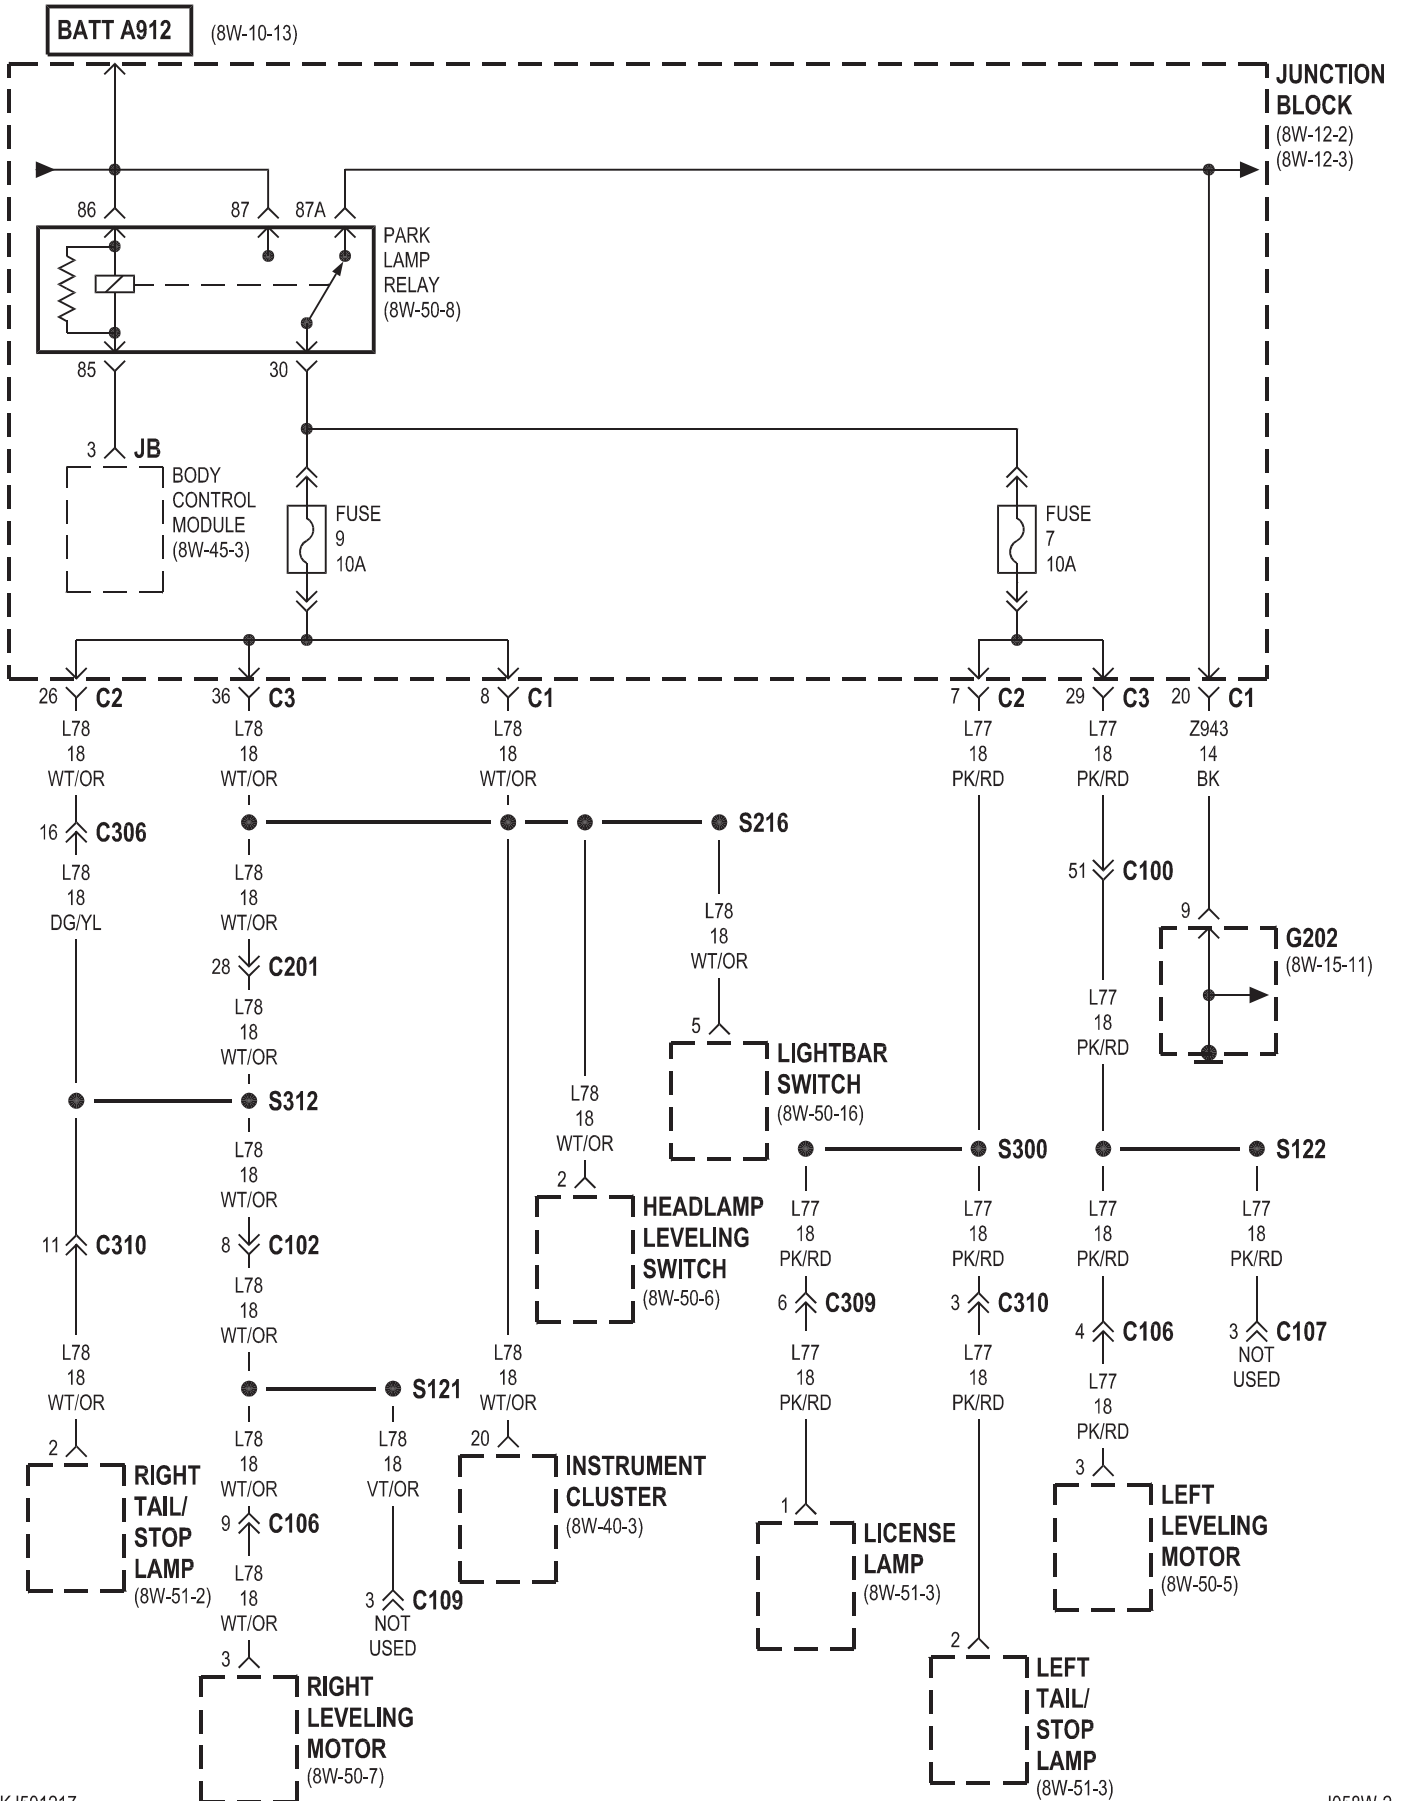 BATT A912 (8W-10-13)
JUNCTION
BLOCK
(8W-12-2)
(8W-12-3)
86 87 87A
PARK
LAMP
RELAY
(8W-50-8)
85 30
3 JB
BODY
CONTROL
MODULE
(8W-45-3)
FUSE
9
10A
FUSE
7
10A
26 C2 36 C3 8 C1 7 C2 29 C3 20 C1
L78 L78 L78 L77 L77 Z943
18 18 18 18 18 14
WT/OR WT/OR WT/OR PK/RD PK/RD BK
16 C306
S216
L78 L78
18 18
DG/YL WT/OR
51 C100
L78
18
WT/OR
9
G202
(8W-15-11)
28 C201
L78
18
WT/OR
L77
18
PK/RD
5
LIGHTBAR
SWITCH
(8W-50-16)
S312
L78
18
WT/OR
L78
18
WT/OR
S300 S122
2
HEADLAMP
LEVELING
SWITCH
(8W-50-6)
L77 L77 L77 L77
18 18 18 18
PK/RD PK/RD PK/RD PK/RD
11 C310 8 C102
L78
18
WT/OR
6 C309 3 C310
4 C106 3 C107
NOT
USED
L78 L78 L77 L77
18 18 18 18
WT/OR WT/OR PK/RD PK/RD
L77
18
PK/RD
S121
L78 L78
18 18
WT/OR VT/OR
2
RIGHT
TAIL/
STOP
LAMP
(8W-51-2)
20
INSTRUMENT
CLUSTER
(8W-40-3)
3
LEFT
LEVELING
MOTOR
(8W-50-5)
1
LICENSE
LAMP
(8W-51-3)
9 C106
L78
18
WT/OR
3 C109
NOT
USED
3
RIGHT
LEVELING
MOTOR
(8W-50-7)
2
LEFT
TAIL/
STOP
LAMP
(8W-51-3)